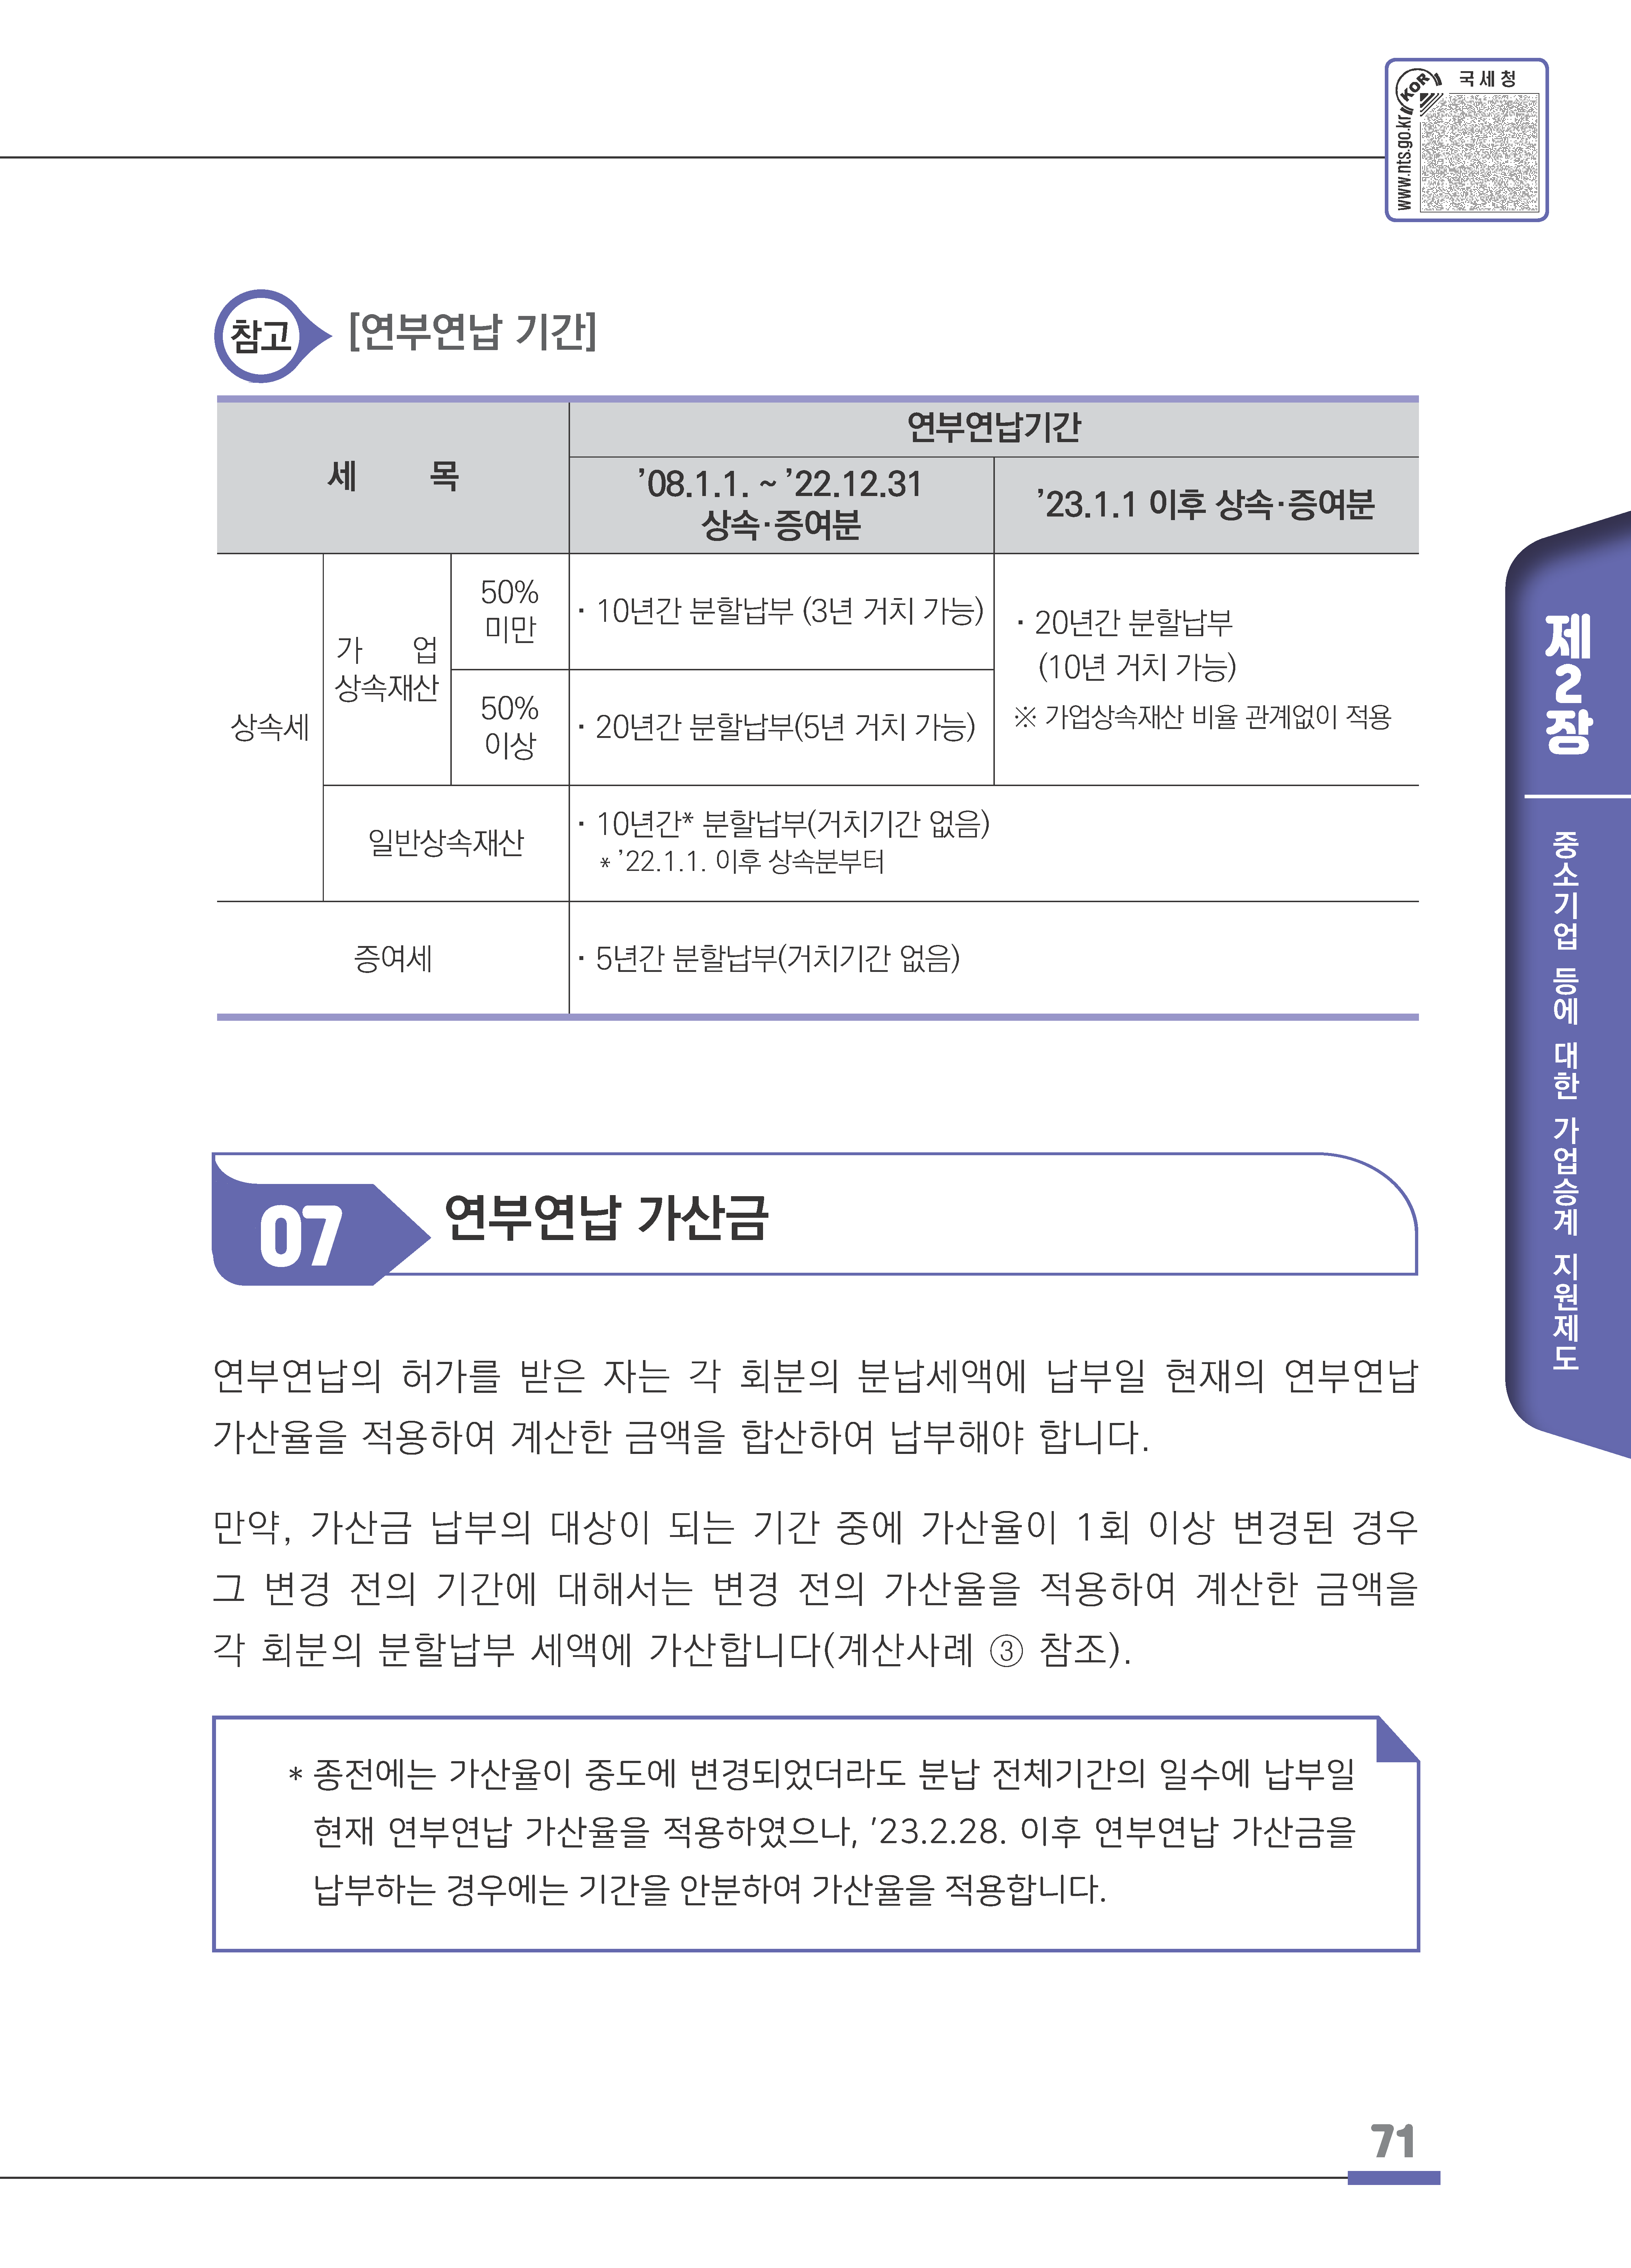 국세청
KOR
www.nts.go.kr
참고
[연부연납 기간]
세 목
연부연납기간
’08.1.1. ~ ’22.12.31
상속·증여분
’23.1.1 이후 상속·증여분
상속세
가 업
상속재산
50%
미만
· 10년간 분할납부 (3년 거치 가능)
· 20년간 분할납부
(10년 거치 가능)
※ 가업상속재산 비율 관계없이 적용
50%
이상
· 20년간 분할납부(5년 거치 가능)
일반상속재산
· 10년간* 분할납부(거치기간 없음)
* ’22.1.1. 이후 상속분부터
증여세
· 5년간 분할납부(거치기간 없음)
07
연부연납 가산금
연부연납의 허가를 받은 자는 각 회분의 분납세액에 납부일 현재의 연부연납
가산율을 적용하여 계산한 금액을 합산하여 납부해야 합니다.
만약, 가산금 납부의 대상이 되는 기간 중에 가산율이 1회 이상 변경된 경우
그 변경 전의 기간에 대해서는 변경 전의 가산율을 적용하여 계산한 금액을
각 회분의 분할납부 세액에 가산합니다(계산사례 ③ 참조).
* 종전에는 가산율이 중도에 변경되었더라도 분납 전체기간의 일수에 납부일
현재 연부연납 가산율을 적용하였으나, ’23.2.28. 이후 연부연납 가산금을
납부하는 경우에는 기간을 안분하여 가산율을 적용합니다.
제2장
중소기업 등에 대한 가업승계 지원제도
71